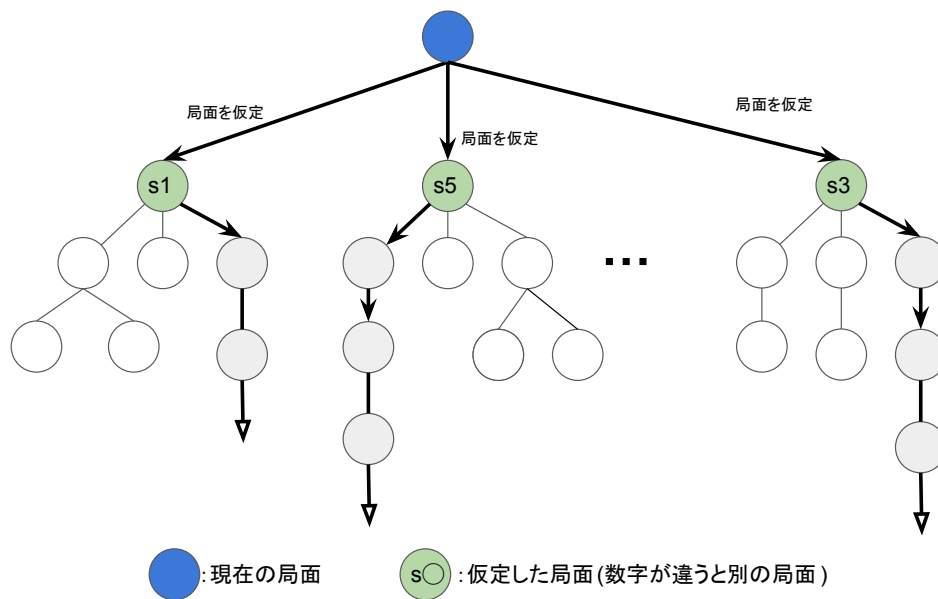 局面を仮定
局面を仮定
局面を仮定
s1
s5
s3
...
:現在の局面
s○
:仮定した局面(数字が違うと別の局面)